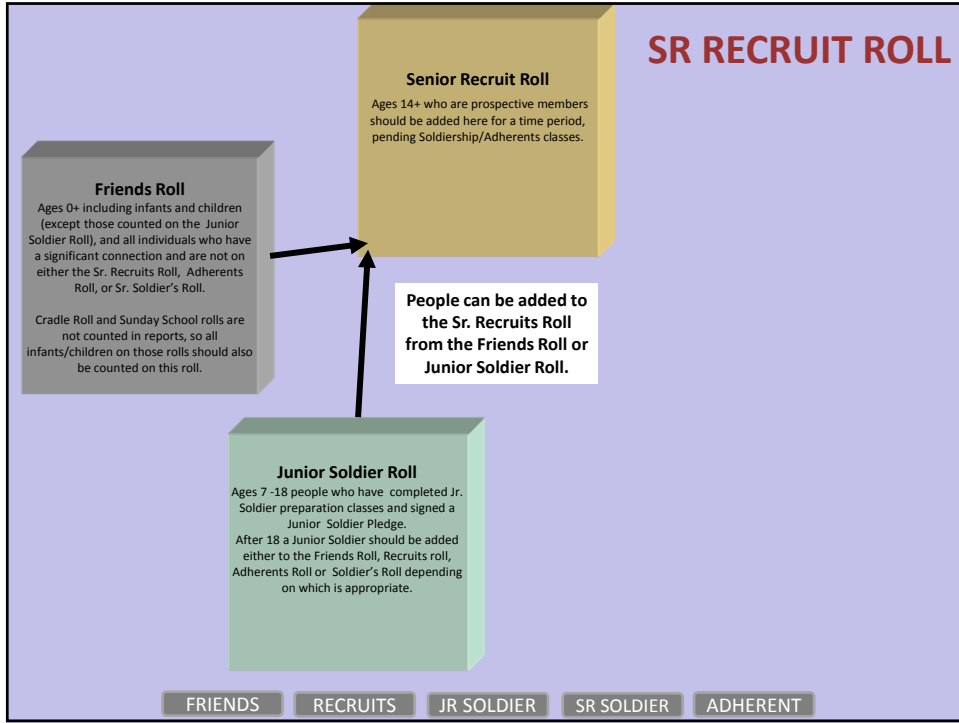 SR RECRUIT ROLL
Senior Recruit Roll
Ages 14+ who are prospective members
should be added here for a time period,
pending Soldiership/Adherents classes.
Friends Roll
Ages 0+ including infants and children
(except those counted on the Junior
Soldier Roll), and all individuals who have
a significant connection and are not on
either the Sr. Recruits Roll, Adherents
Roll, or Sr. Soldier’s Roll.
Cradle Roll and Sunday School rolls are
not counted in reports, so all
infants/children on those rolls should also
be counted on this roll.
People can be added to
the Sr. Recruits Roll
from the Friends Roll or
Junior Soldier Roll.
Junior Soldier Roll
Ages 7 -18 people who have completed Jr.
Soldier preparation classes and signed a
Junior Soldier Pledge.
After 18 a Junior Soldier should be added
either to the Friends Roll, Recruits roll,
Adherents Roll or Soldier’s Roll depending
on which is appropriate.
FRIENDS RECRUITS JR SOLDIER SR SOLDIER ADHERENT